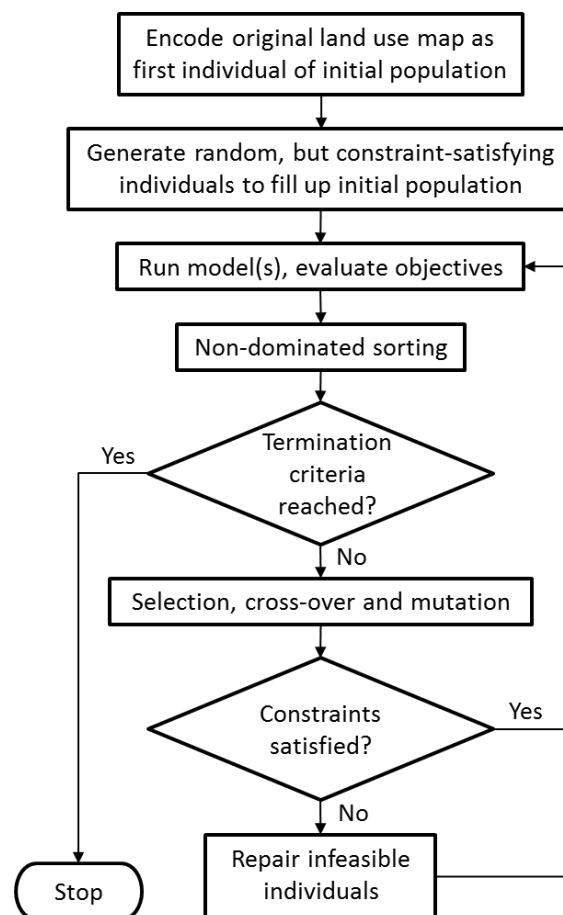 Encode original land use map as
first individual of initial population
Generate random, but constraint-satisfying
individuals to fill up initial population
Run model(s), evaluate objectives
Non-dominated sorting
Termination
criteria
reached?
Yes
No
Selection, cross-over and mutation
Constraints
satisfied?
Yes
No
Repair infeasible
individuals
Stop